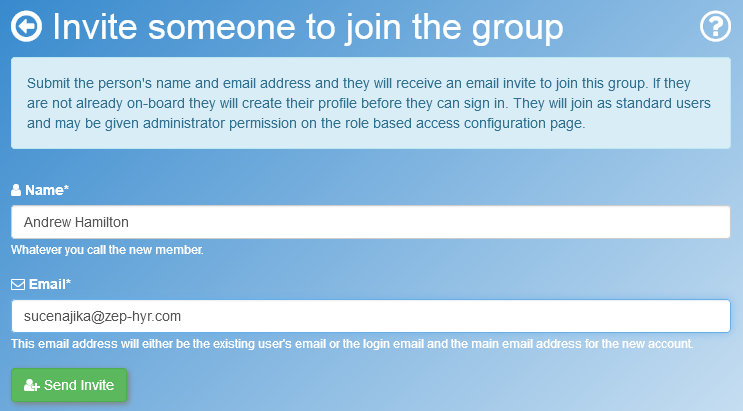 Invite someone to join the group
Submit the person's name and email address and they will receive an email invite to join this group. If they
are not already on-board they will create their profile before they can sign in. They will join as standard users
and may be given administrator permission on the role based access configuration page.
Name*
Andrew Hamilton
Whatever you call the new member.
Email*
sucenajika@zep-hyr.com
This email address will either be the existing user's email or the login email and the main email address for the new account.
Send Invite